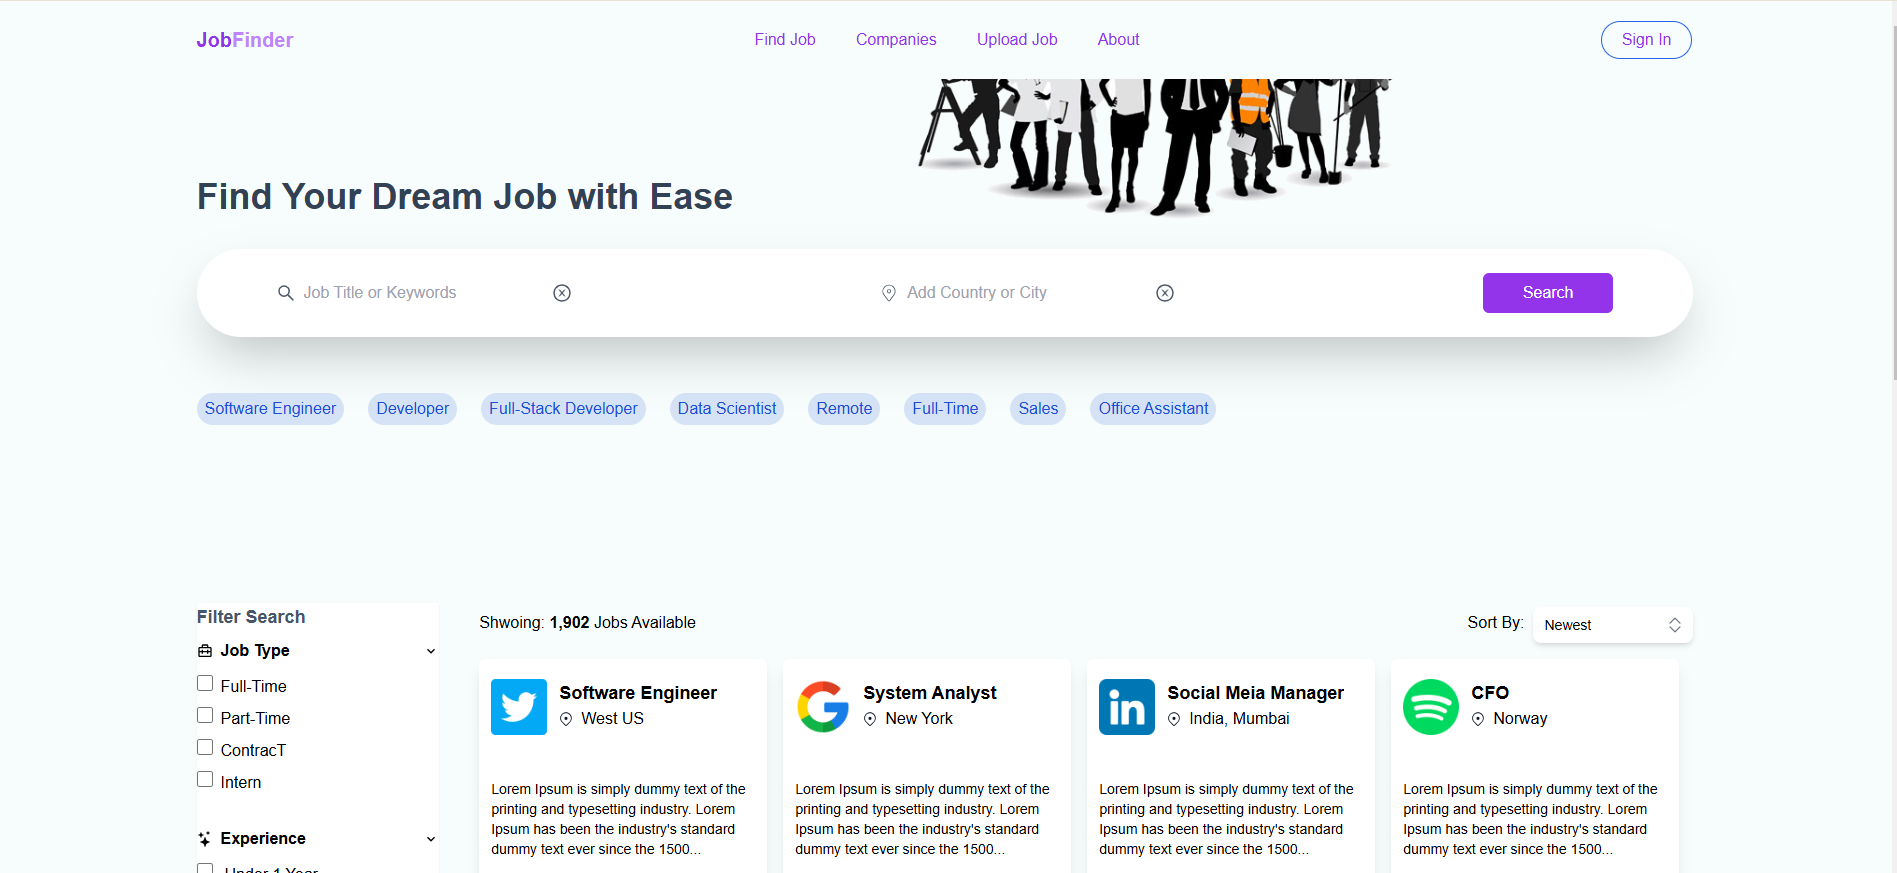 JobFinder
Find Job Companies Upload Job About
Sign In
Find Your Dream Job with Ease
Job Title or Keywords
Add Country or City
Search
Software Engineer Developer Full-Stack Developer Data Scientist Remote Full-Time Sales Office Assistant
Filter Search
Job Type
Full-Time
Part-Time
ContracT
Intern
Experience
Under 1 Year
Shwoing: 1,902 Jobs Available
Sort By: Newest
Software Engineer
West US
Lorem Ipsum is simply dummy text of the
printing and typesetting industry. Lorem
Ipsum has been the industry's standard
dummy text ever since the 1500...
System Analyst
New York
Lorem Ipsum is simply dummy text of the
printing and typesetting industry. Lorem
Ipsum has been the industry's standard
dummy text ever since the 1500...
in
Social Meia Manager
India, Mumbai
Lorem Ipsum is simply dummy text of the
printing and typesetting industry. Lorem
Ipsum has been the industry's standard
dummy text ever since the 1500...
CFO
Norway
Lorem Ipsum is simply dummy text of the
printing and typesetting industry. Lorem
Ipsum has been the industry's standard
dummy text ever since the 1500...